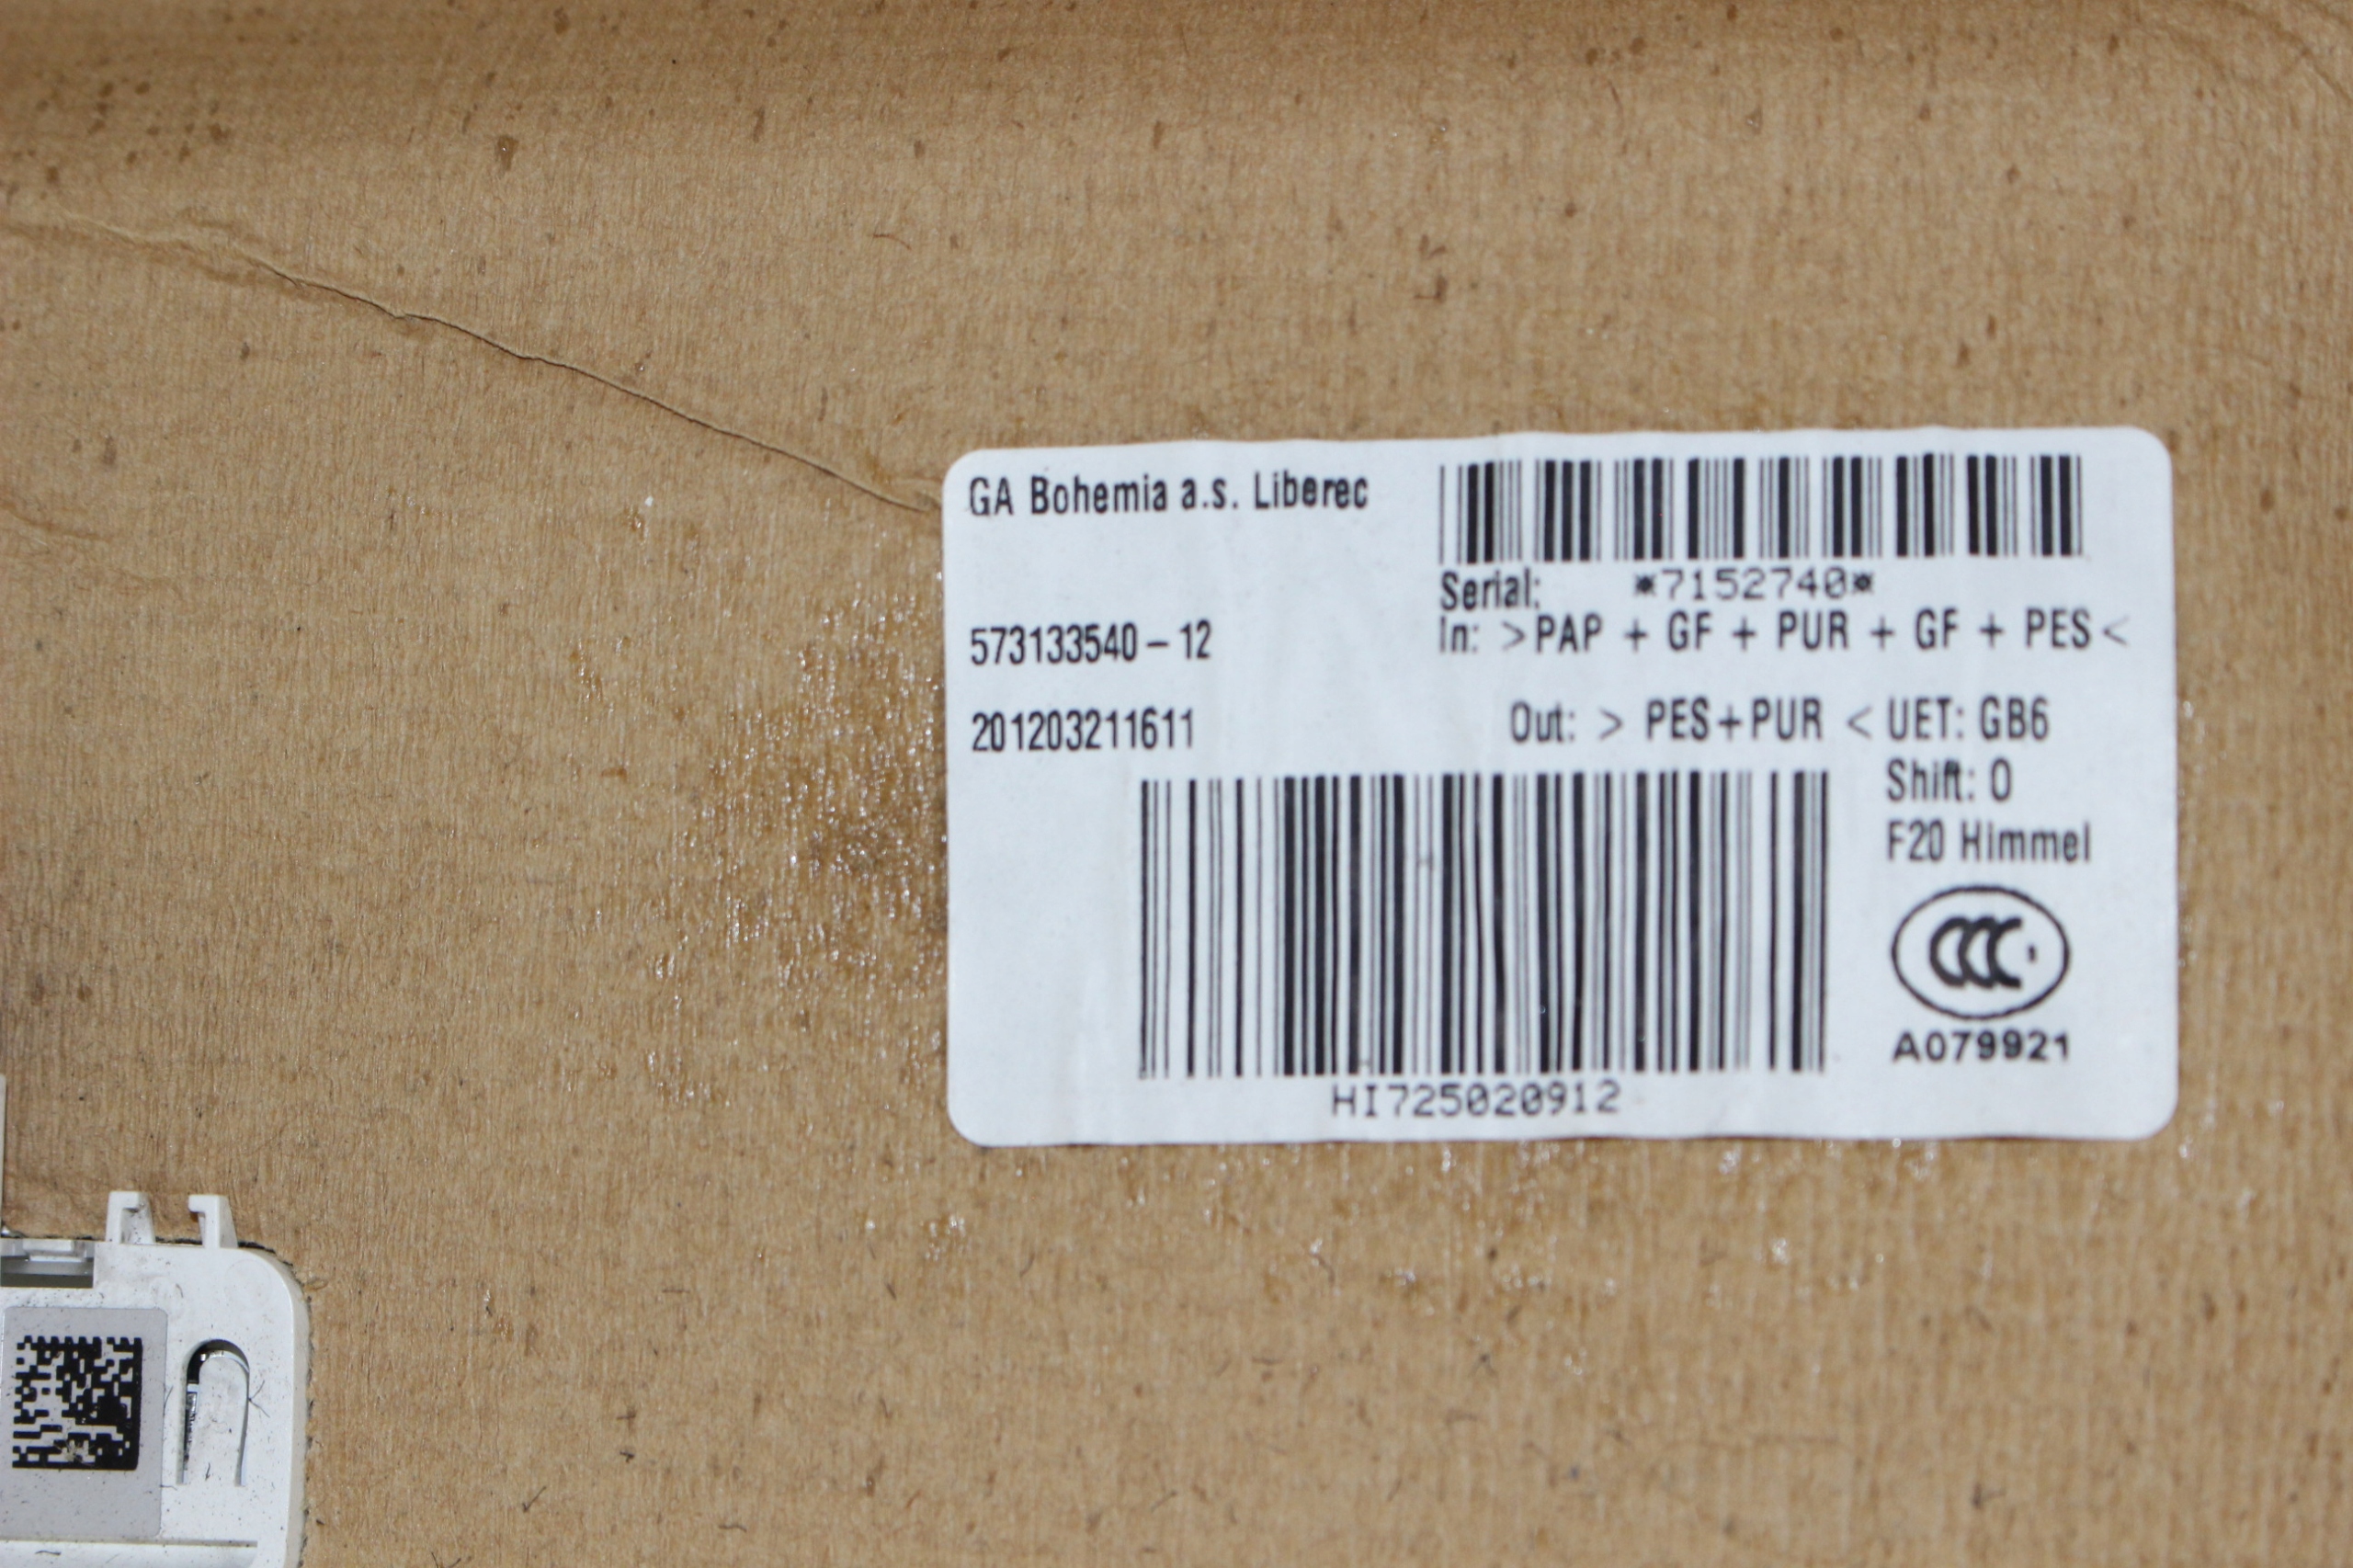 GA Bohemia a.s. Liberec
Serial: *7152740*
573133540-12
In: >PAP + GF + PUR + GF + PES<
201203211611
Out: > PES+PUR < UET: GB6
Shift: 0
F20 Himmel
CCC
A079921
HI725020912